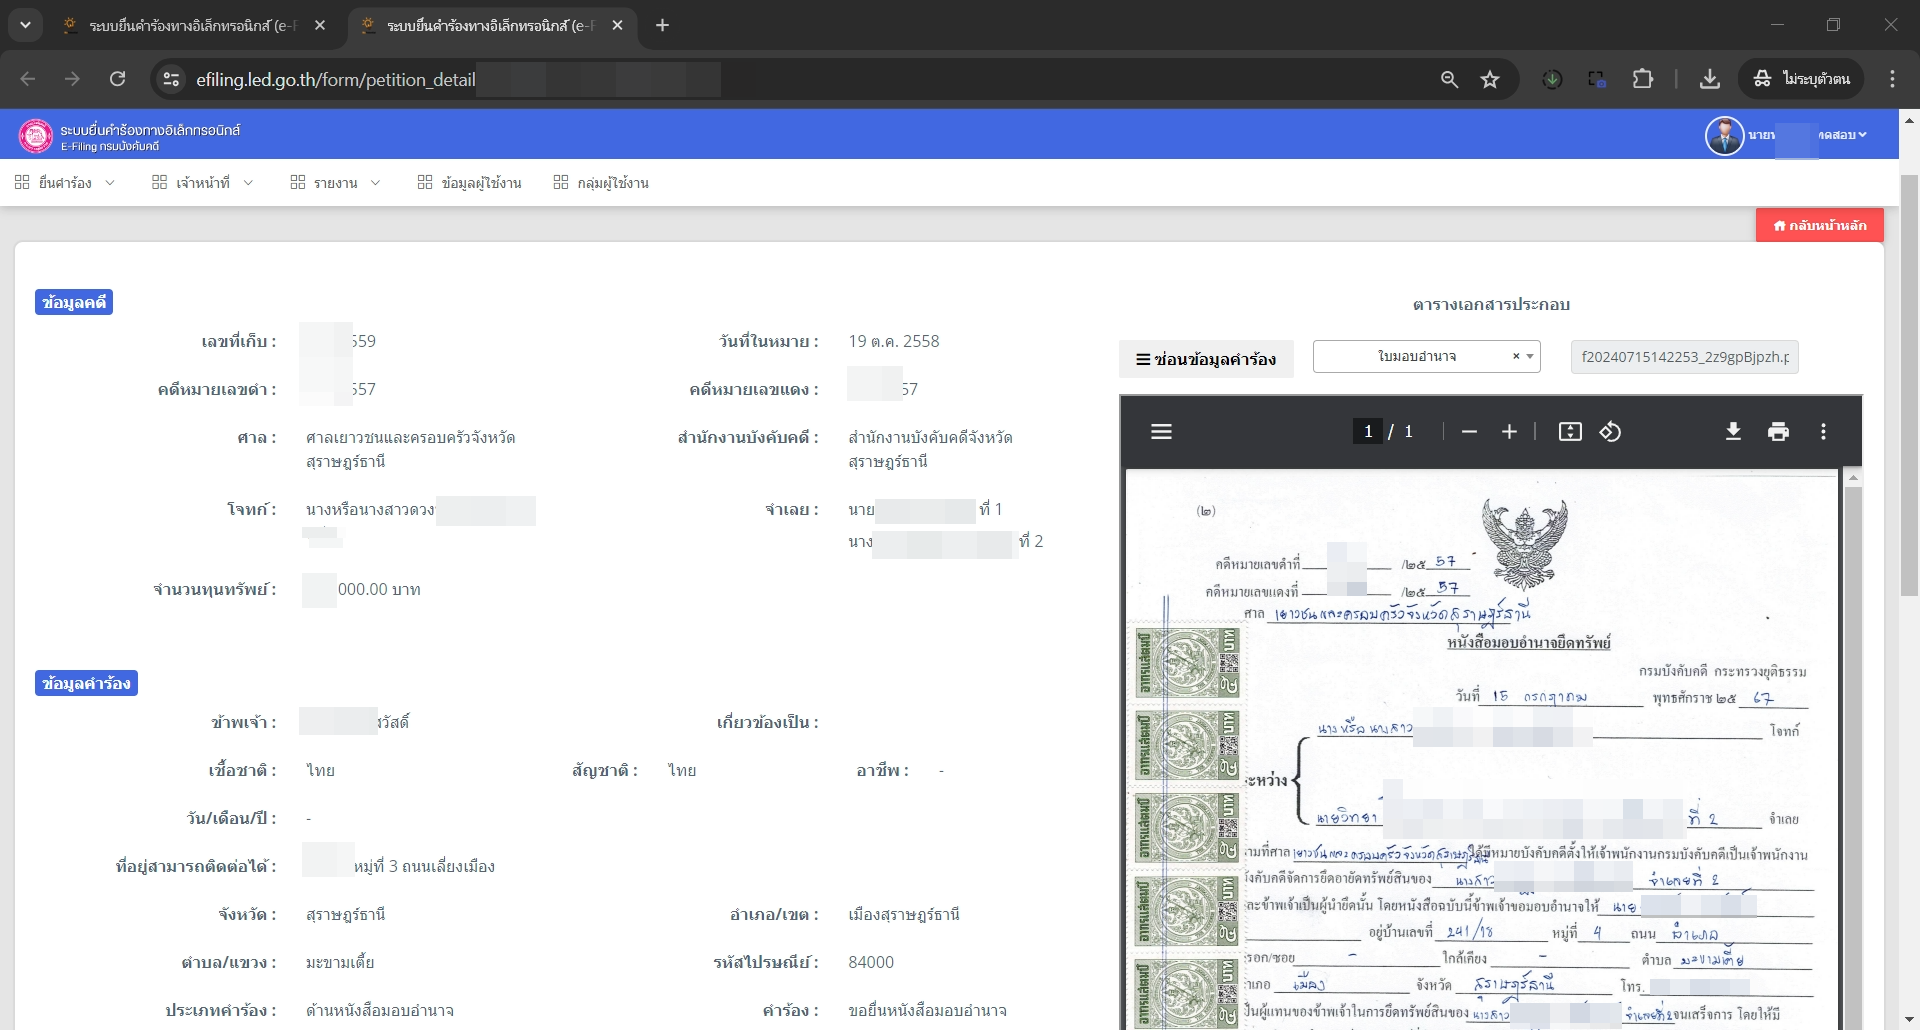 ระบบยื่นคำร้องทางอิเล็กทรอนิกส์ (e-F
ระบบยื่นคำร้องทางอิเล็กทรอนิกส์ (e-F
efiling.led.go.th/form/petition_detail
ไม่ระบุตัวตน
ระบบยื่นคำร้องทางอิเล็กทรอนิกส์
E-Filing กรมบังคับคดี
ทดสอบ
ยื่นคำร้อง
เจ้าหน้าที่
รายงาน
ข้อมูลผู้ใช้งาน
กลุ่มผู้ใช้งาน
กลับหน้าหลัก
ข้อมูลคดี
เลขที่เก็บ : 559
วันที่ในหมาย : 19 ต.ค. 2558
คดีหมายเลขดำ : 557
คดีหมายเลขแดง : 57
ศาล : ศาลเยาวชนและครอบครัวจังหวัด
สุราษฎร์ธานี
สำนักงานบังคับคดี : สำนักงานบังคับคดีจังหวัด
สุราษฎร์ธานี
โจทก์ : นางหรือนางสาวดวง
จำเลย : นาย ที่ 1
นาง ที่ 2
จำนวนทุนทรัพย์ : 000.00 บาท
ข้อมูลคำร้อง
ข้าพเจ้า : สวัสดิ์
เกี่ยวข้องเป็น :
เชื้อชาติ : ไทย
สัญชาติ : ไทย
อาชีพ : -
วัน/เดือน/ปี : -
ที่อยู่สามารถติดต่อได้ : หมู่ที่ 3 ถนนเลี่ยงเมือง
จังหวัด : สุราษฎร์ธานี
อำเภอ/เขต : เมืองสุราษฎร์ธานี
ตำบล/แขวง : มะขามเตี้ย
รหัสไปรษณีย์ : 84000
ประเภทคำร้อง : ด้านหนังสือมอบอำนาจ
คำร้อง : ขอยื่นหนังสือมอบอำนาจ
ตารางเอกสารประกอบ
ซ่อนข้อมูลคำร้อง
ใบมอบอำนาจ
×
f20240715142253_2z9gpBjpzh.p
1 / 1
(๒)
คดีหมายเลขดำที่ /๒๕ 57
คดีหมายเลขแดงที่ /๒๕ 57
ศาล เยาวชนและครอบครัวจังหวัดสุราษฎร์ธานี
หนังสือมอบอำนาจยึดทรัพย์
กรมบังคับคดี กระทรวงยุติธรรม
วันที่ 15 กรกฎาคม พุทธศักราช ๒๕ 67
นางหรือนางสาว โจทก์
ระหว่าง
นายวิทยา ที่ 2 จำเลย
ามที่ศาล เยาวชนและครอบครัวจังหวัดสุราษฎร์ธานี ได้มีหมายบังคับคดีตั้งให้เจ้าพนักงานกรมบังคับคดีเป็นเจ้าพนักงาน
ังคับคดีจัดการยึดอายัดทรัพย์สินของ นางสาว จำเลยที่ 2
ละข้าพเจ้าเป็นผู้นำยึดนั้น โดยหนังสือฉบับนี้ข้าพเจ้าขอมอบอำนาจให้ นาย
อยู่บ้านเลขที่ 241/18 หมู่ที่ 4 ถนน อำเภอ
รอก/ซอย - ใกล้เคียง - ตำบล มะขามเตี้ย
ำเภอ เมือง จังหวัด สุราษฎร์ธานี โทร.
ป็นผู้แทนของข้าพเจ้าในการยึดทรัพย์สินของ นางสาว จำเลยที่ 2 จนเสร็จการ โดยให้มี
อากรแสตมป์ ๕ บาท
อากรแสตมป์ ๕ บาท
อากรแสตมป์ ๕ บาท
อากรแสตมป์ ๕ บาท
อากรแสตมป์ ๕ บาท